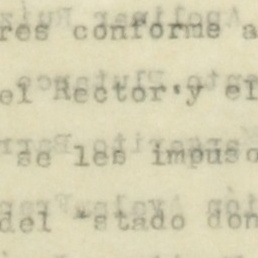 res conforme a
el Rector y el
se les impuso
del stado don